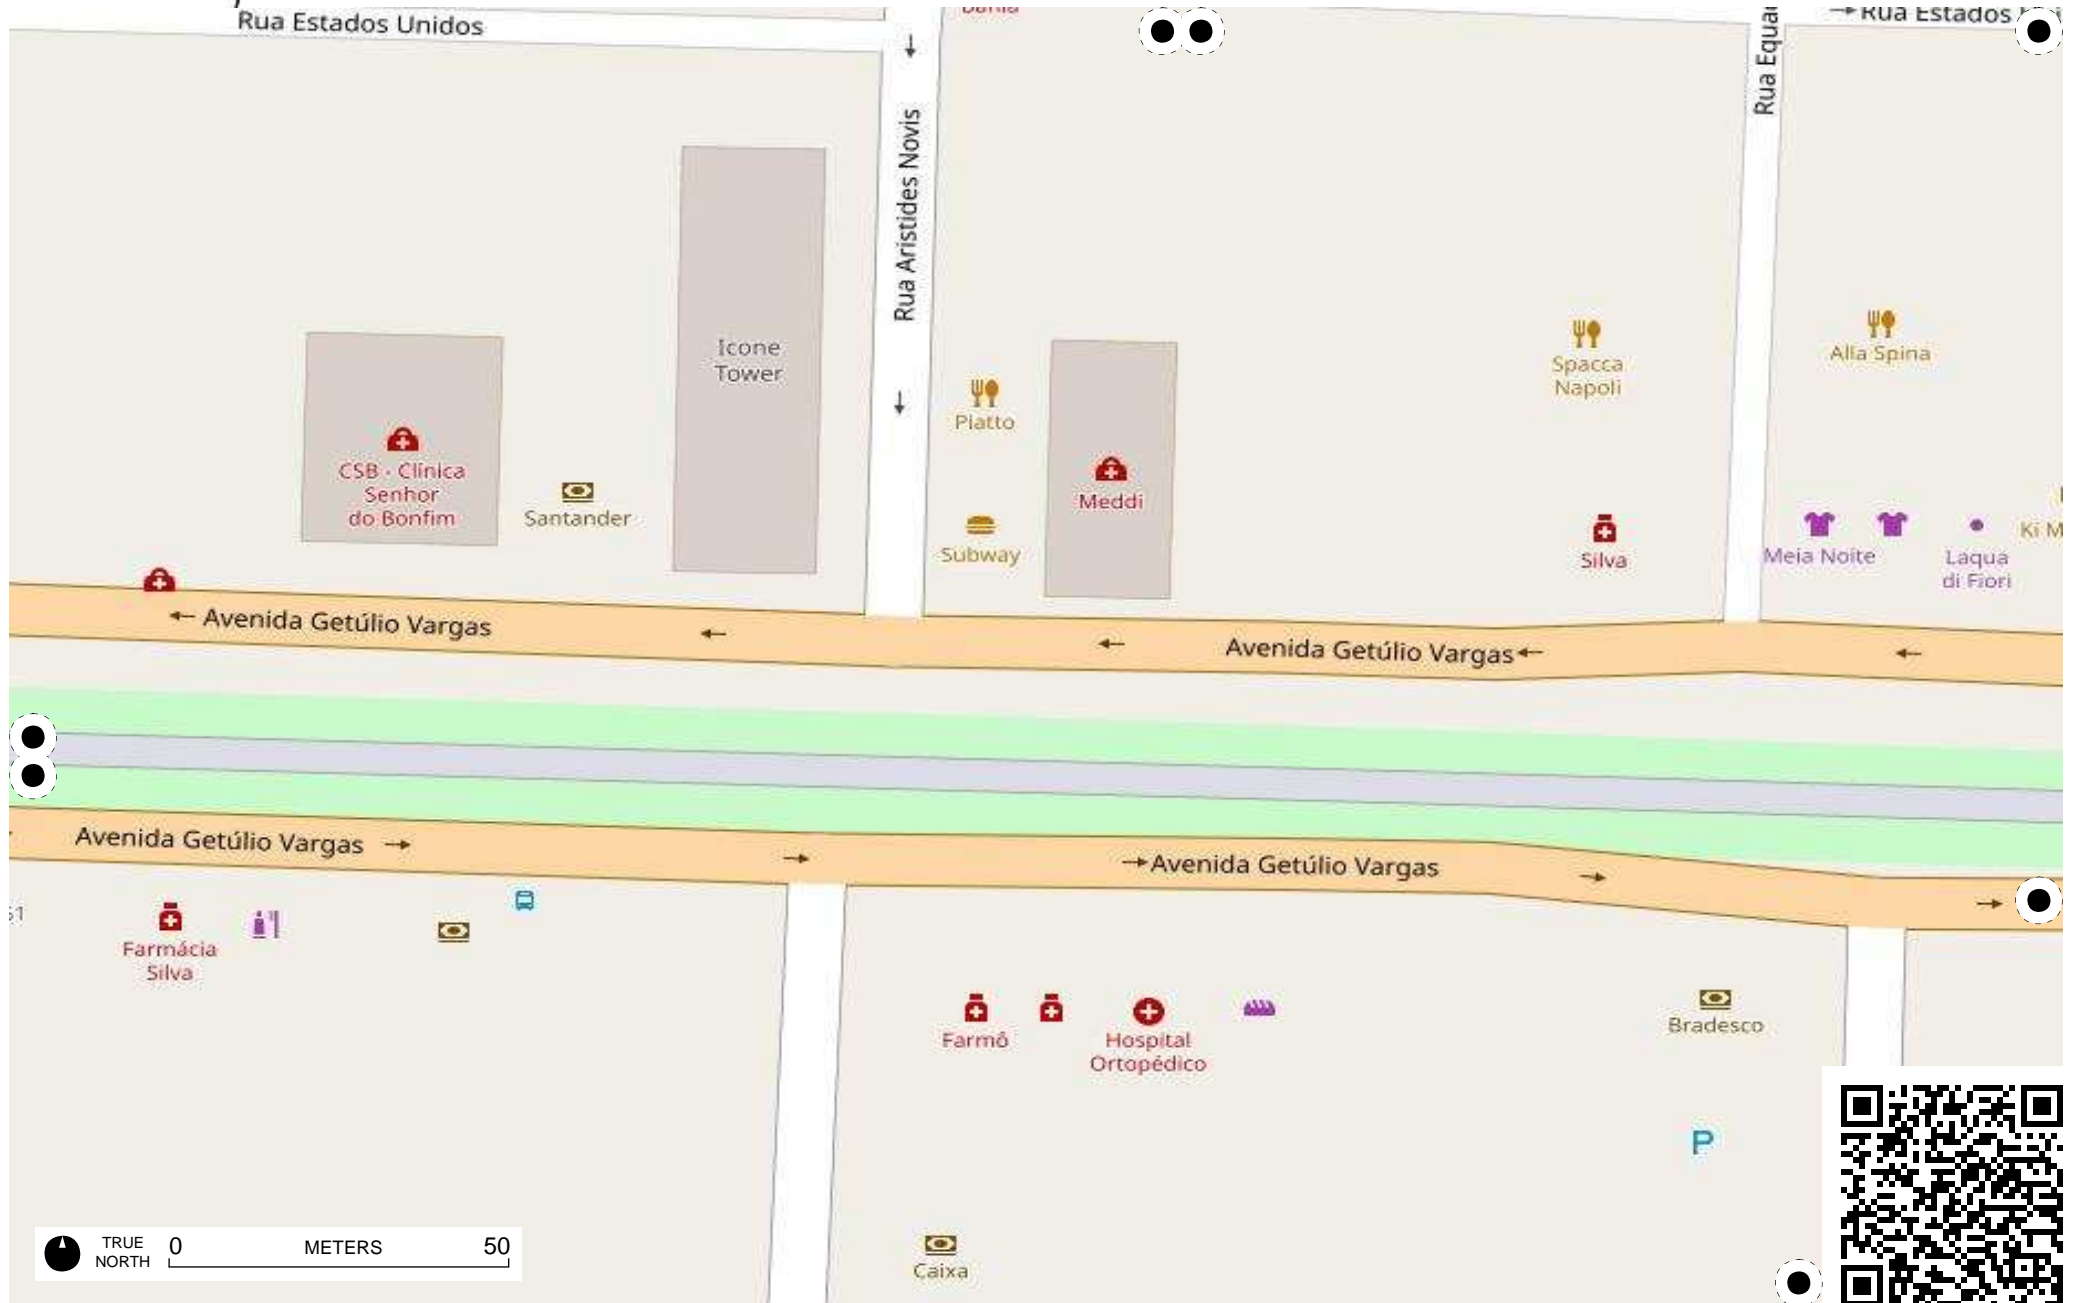 Rua Estados Unidos
Rua Estados
Rua Aristides Novis
Icone
Tower
Spacca
Napoli
Alla Spina
Piatto
CSB - Clínica
Senhor
do Bonfim
Santander
Meddi
Subway
Silva
Meia Noite
Laqua
di Fiori
Ki M
Avenida Getúlio Vargas
Avenida Getúlio Vargas
Avenida Getúlio Vargas
Avenida Getúlio Vargas
Farmácia
Silva
Farmô
Hospital
Ortopédico
Bradesco
P
Caixa
TRUE
NORTH
0 METERS 50